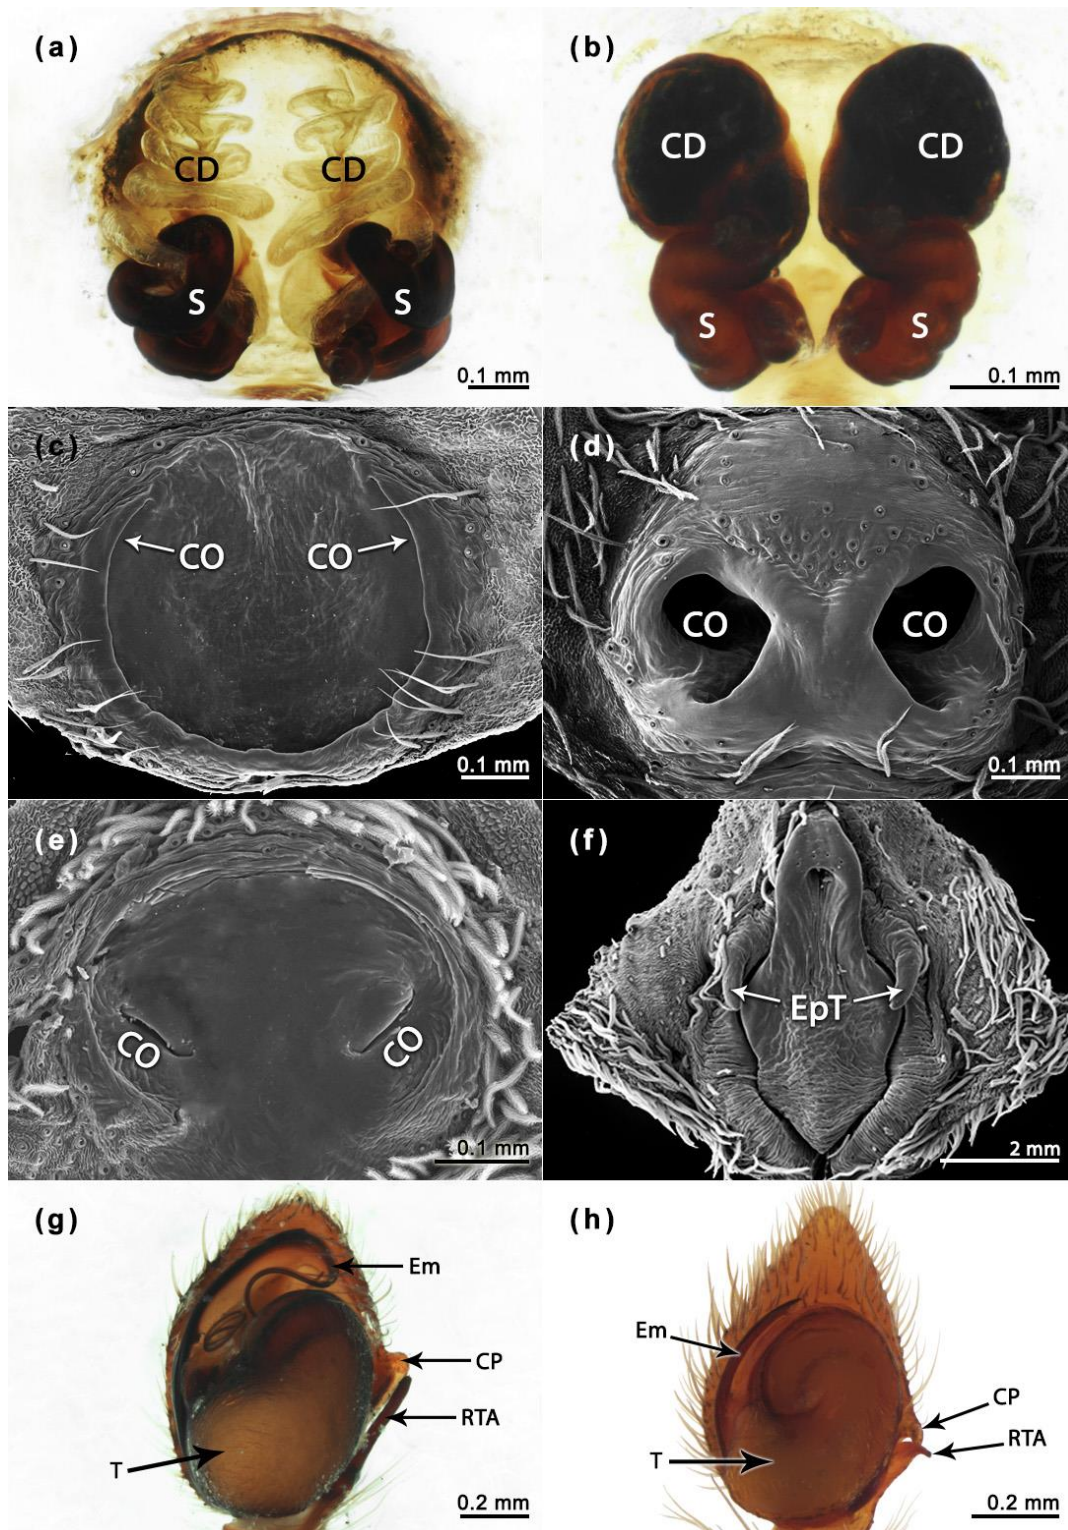 (a)
CD CD
S S
0.1 mm
(b)
CD CD
S S
0.1 mm
(c)
CO CO
0.1 mm
(d)
CO CO
0.1 mm
(e)
CO CO
0.1 mm
(f)
EpT
2 mm
(g)
Em
CP
RTA
T
0.2 mm
(h)
Em
CP
RTA
T
0.2 mm